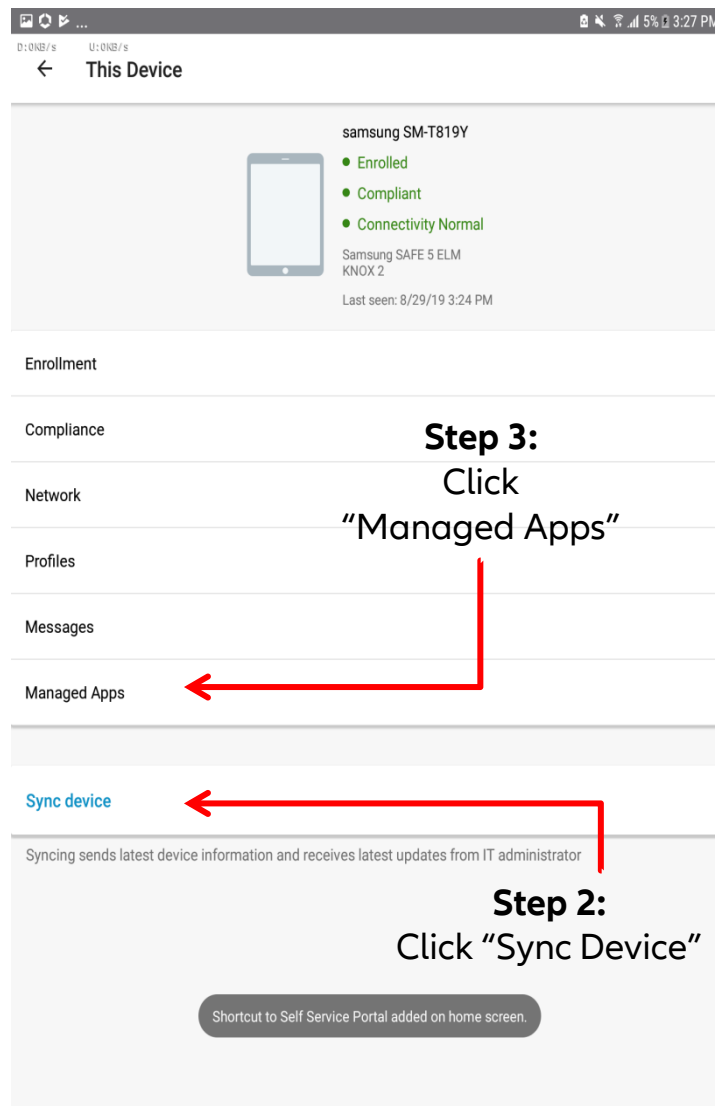 ... 5% 3:27 PM
D:0KB/s U:0KB/s
This Device
samsung SM-T819Y
Enrolled
Compliant
Connectivity Normal
Samsung SAFE 5 ELM
KNOX 2
Last seen: 8/29/19 3:24 PM
Enrollment
Compliance
Step 3:
Click
Network
“Managed Apps”
Profiles
Messages
Managed Apps
Sync device
Syncing sends latest device information and receives latest updates from IT administrator
Step 2:
Click “Sync Device”
Shortcut to Self Service Portal added on home screen.